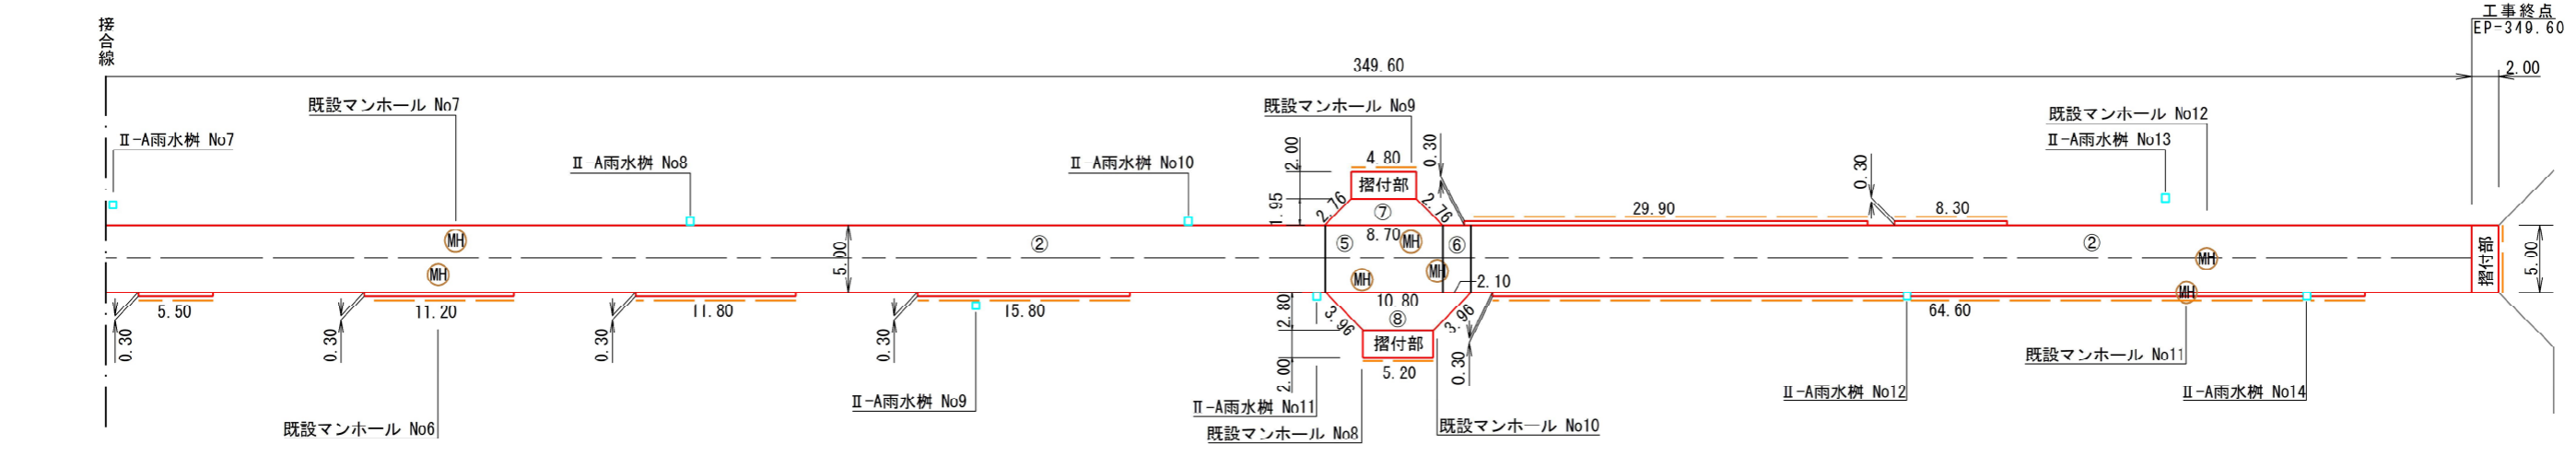 接合線
工事終点
EP-349.60
349.60
2.00
既設マンホール No7
既設マンホール No9
既設マンホール No12
Ⅱ-A雨水桝 No7
Ⅱ-A雨水桝 No8
Ⅱ-A雨水桝 No10
Ⅱ-A雨水桝 No13
2.00
4.80
0.30
0.30
摺付部
1.95
2.76
2.76
⑦
29.90
8.30
MH
5.00
②
⑤
8.70
MH
⑥
②
MH
摺付部
5.00
MH
MH
MH
2.10
MH
5.50
11.20
11.80
15.80
10.80
64.60
0.30
0.30
0.30
0.30
2.80
3.96
⑧
3.96
摺付部
0.30
2.00
5.20
既設マンホール No11
Ⅱ-A雨水桝 No9
Ⅱ-A雨水桝 No11
Ⅱ-A雨水桝 No12
Ⅱ-A雨水桝 No14
既設マンホール No6
既設マンホール No8
既設マンホール No10